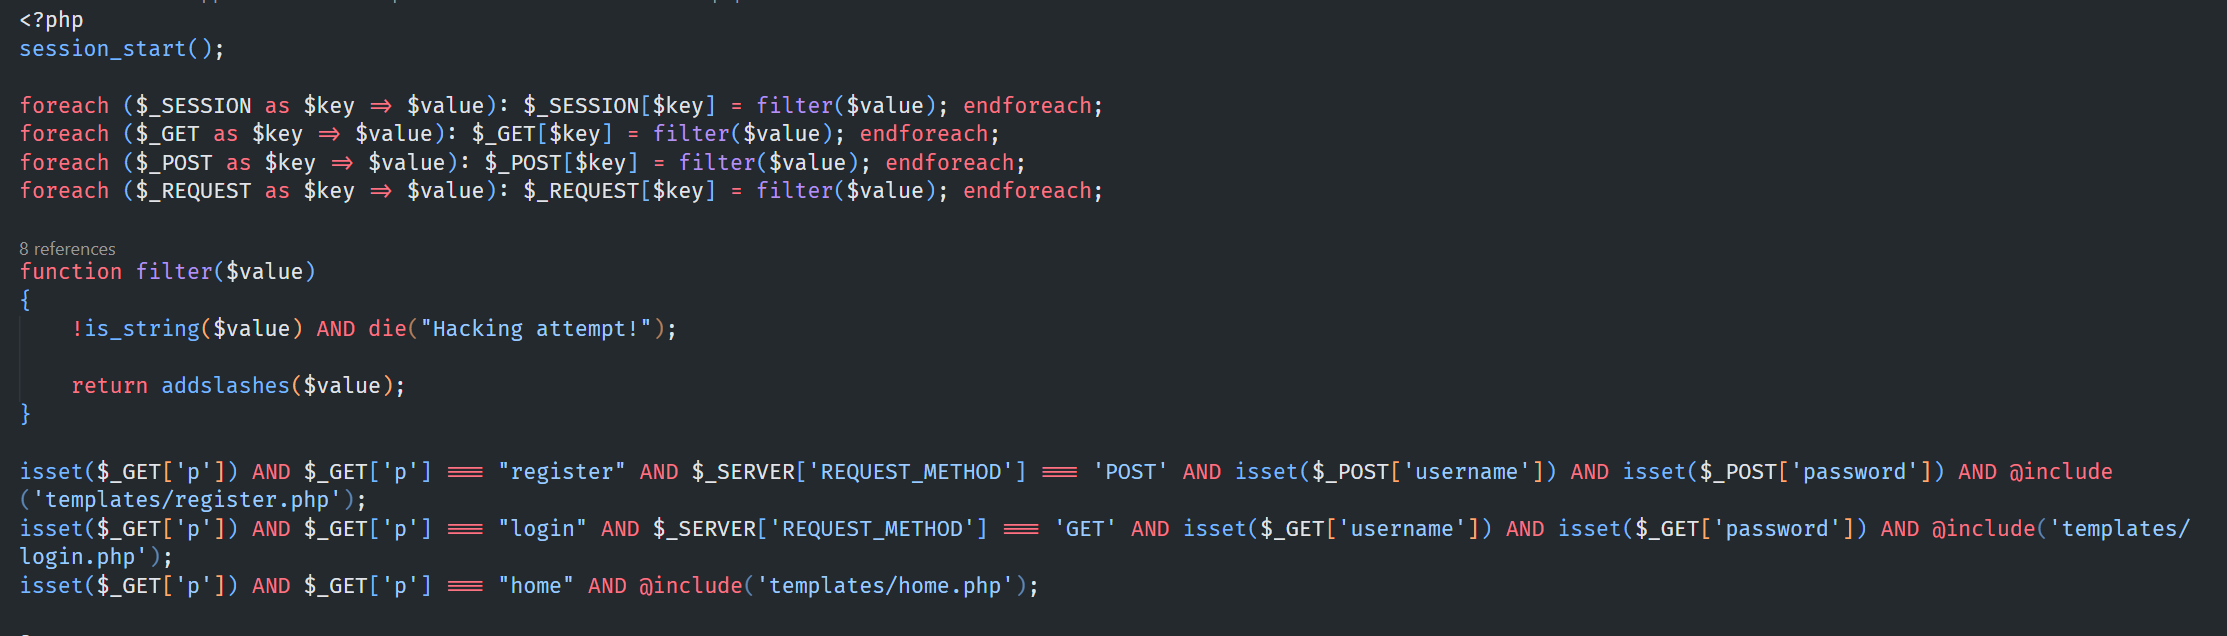 <?php
session_start();
foreach ($_SESSION as $key => $value): $_SESSION[$key] = filter($value); endforeach;
foreach ($_GET as $key => $value): $_GET[$key] = filter($value); endforeach;
foreach ($_POST as $key => $value): $_POST[$key] = filter($value); endforeach;
foreach ($_REQUEST as $key => $value): $_REQUEST[$key] = filter($value); endforeach;
8 references
function filter($value)
{
!is_string($value) AND die("Hacking attempt!");
return addslashes($value);
}
isset($_GET['p']) AND $_GET['p'] === "register" AND $_SERVER['REQUEST_METHOD'] === 'POST' AND isset($_POST['username']) AND isset($_POST['password']) AND @include
('templates/register.php');
isset($_GET['p']) AND $_GET['p'] === "login" AND $_SERVER['REQUEST_METHOD'] === 'GET' AND isset($_GET['username']) AND isset($_GET['password']) AND @include('templates/
login.php');
isset($_GET['p']) AND $_GET['p'] === "home" AND @include('templates/home.php');